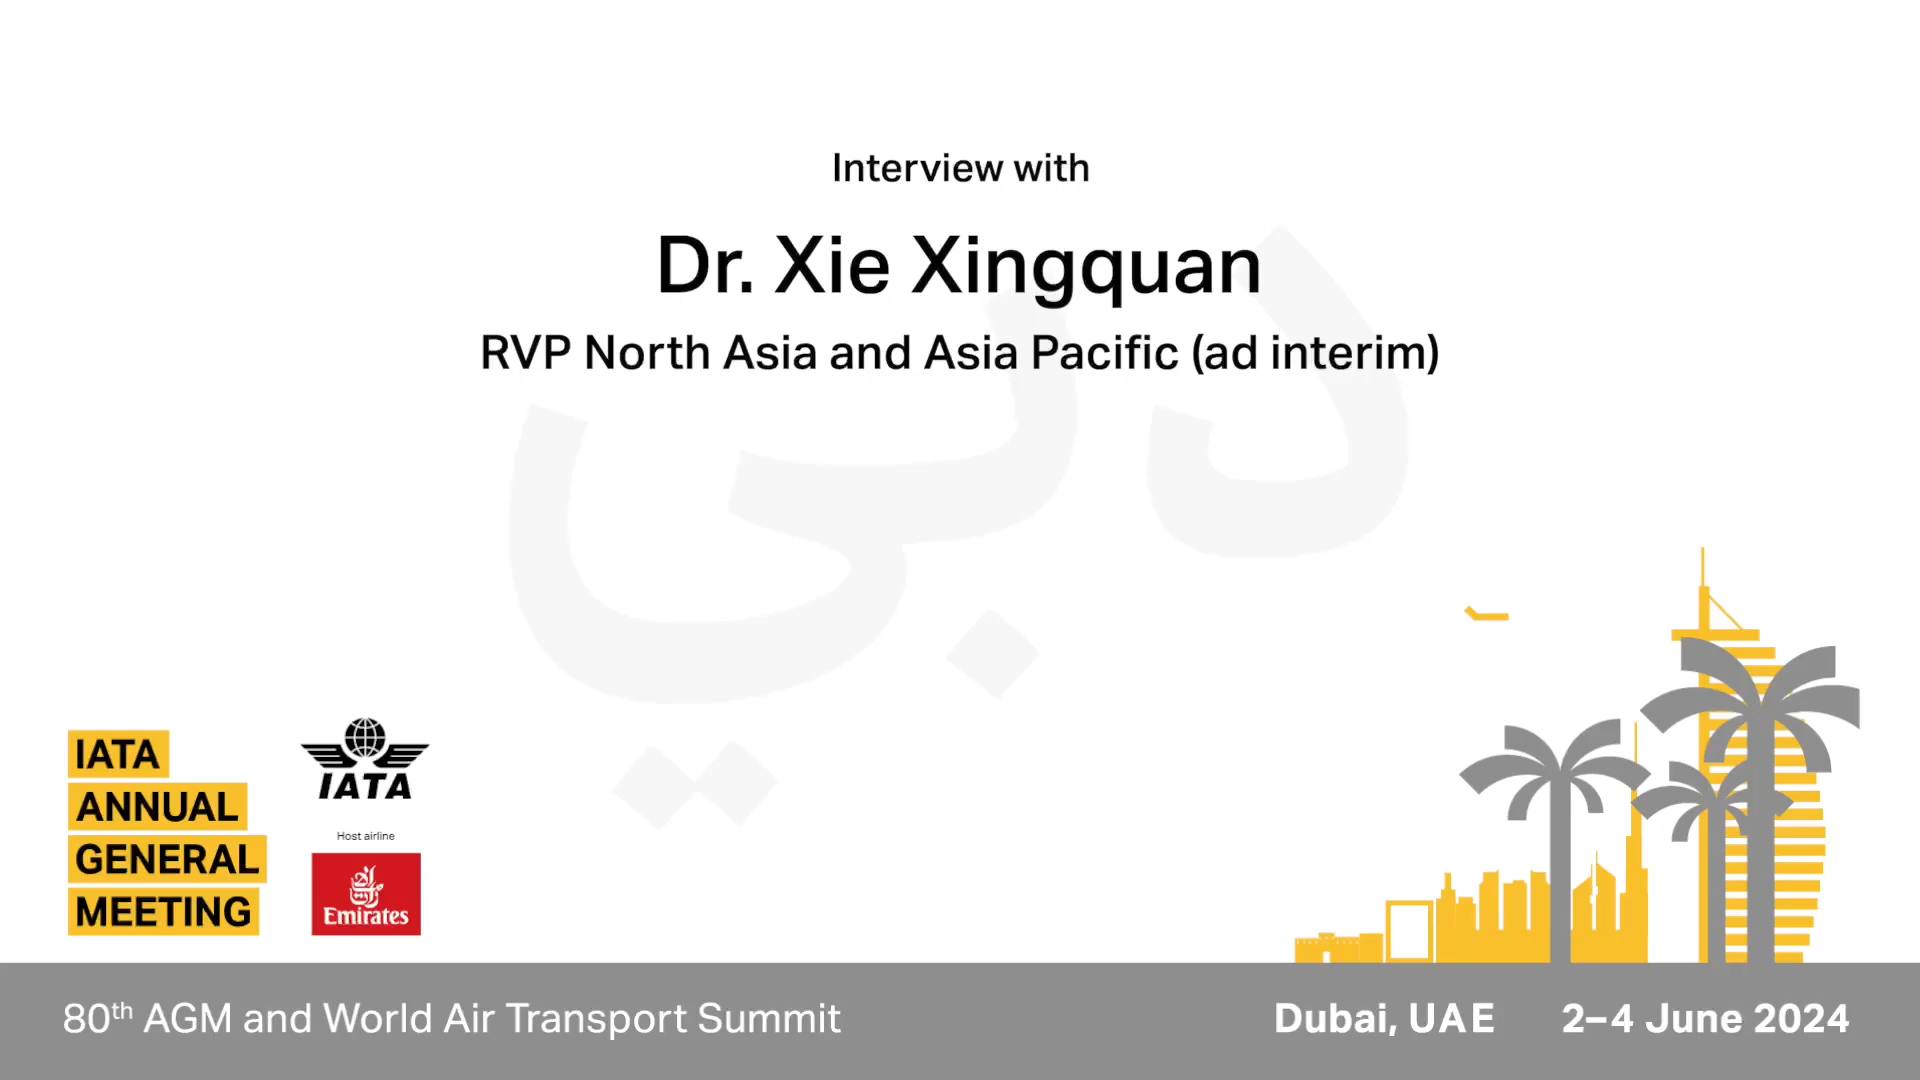 Interview with
Dr. Xie Xingquan
RVP North Asia and Asia Pacific (ad interim)
دبي
IATA
ANNUAL
GENERAL
MEETING
IATA
Host airline
Emirates
80th AGM and World Air Transport Summit
Dubai, UAE
2–4 June 2024